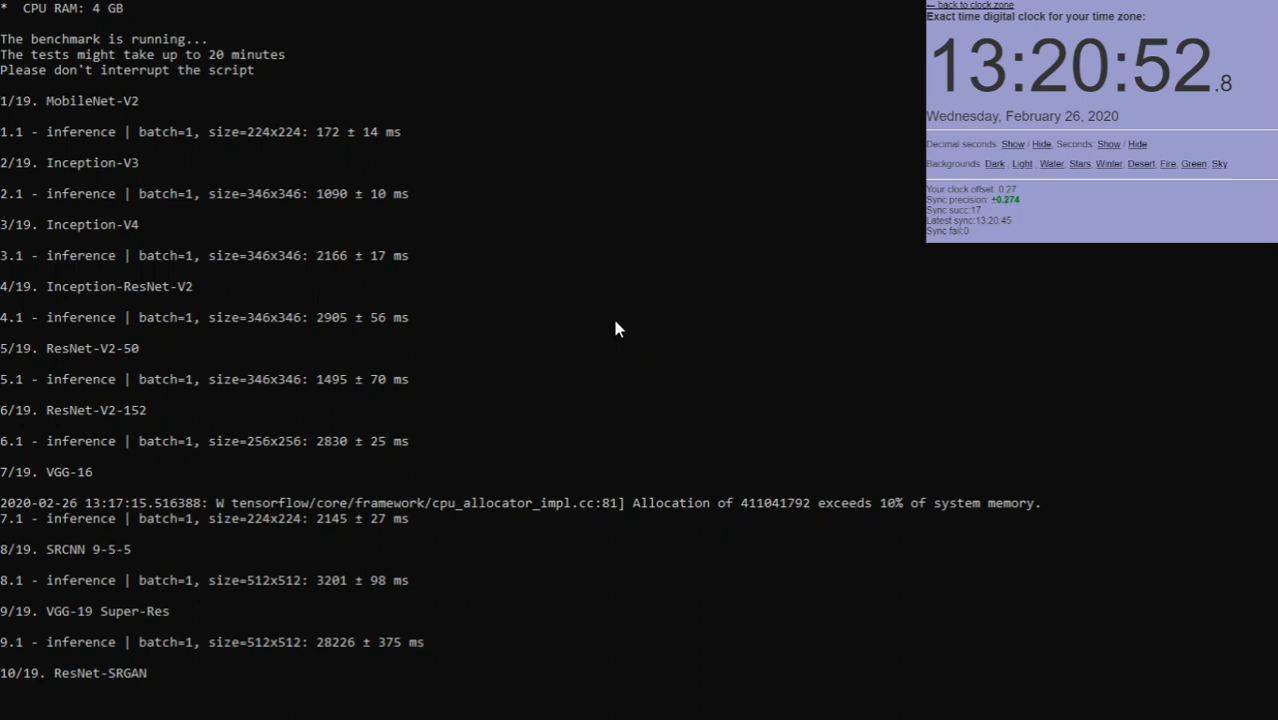 *  CPU RAM: 4 GB
The benchmark is running...
The tests might take up to 20 minutes
Please don't interrupt the script
1/19. MobileNet-V2
1.1 - inference | batch=1, size=224x224: 172 ± 14 ms
2/19. Inception-V3
2.1 - inference | batch=1, size=346x346: 1090 ± 10 ms
3/19. Inception-V4
3.1 - inference | batch=1, size=346x346: 2166 ± 17 ms
4/19. Inception-ResNet-V2
4.1 - inference | batch=1, size=346x346: 2905 ± 56 ms
5/19. ResNet-V2-50
5.1 - inference | batch=1, size=346x346: 1495 ± 70 ms
6/19. ResNet-V2-152
6.1 - inference | batch=1, size=256x256: 2830 ± 25 ms
7/19. VGG-16
2020-02-26 13:17:15.516388: W tensorflow/core/framework/cpu_allocator_impl.cc:81] Allocation of 411041792 exceeds 10% of system memory.
7.1 - inference | batch=1, size=224x224: 2145 ± 27 ms
8/19. SRCNN 9-5-5
8.1 - inference | batch=1, size=512x512: 3201 ± 98 ms
9/19. VGG-19 Super-Res
9.1 - inference | batch=1, size=512x512: 28226 ± 375 ms
10/19. ResNet-SRGAN
← back to clock zone
Exact time digital clock for your time zone:
13:20:52.8
Wednesday, February 26, 2020
Decimal seconds: Show / Hide, Seconds: Show / Hide
Backgrounds: Dark, Light, Water, Stars, Winter, Desert, Fire, Green, Sky
Your clock offset: 0.27
Sync precision: ±0.274
Sync succ:17
Latest sync:13:20:45
Sync fail:0